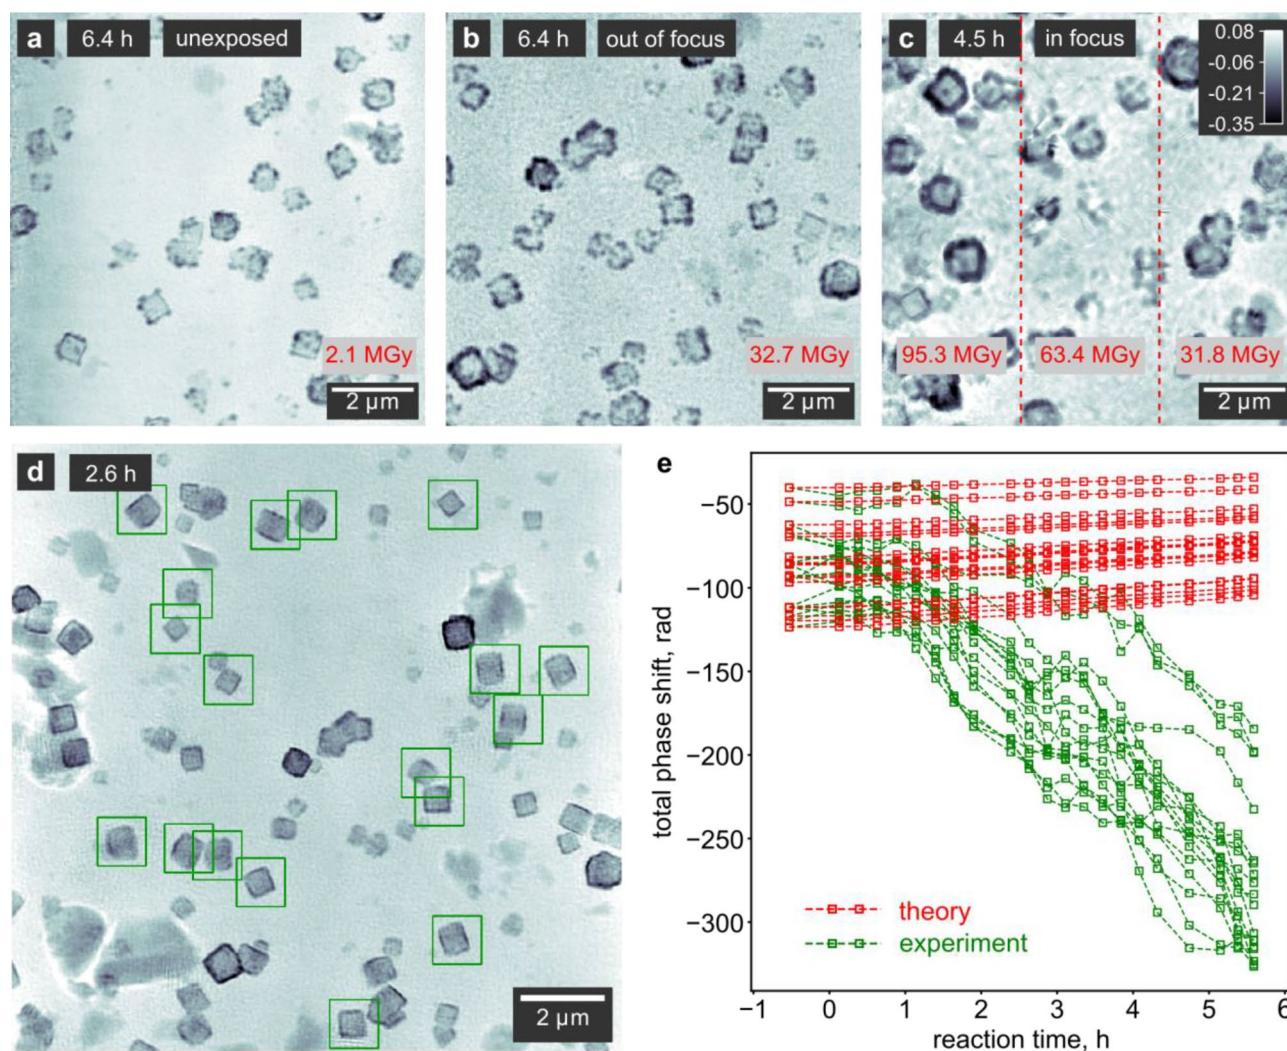 a 6.4 h unexposed
2.1 MGy
2 µm
b 6.4 h out of focus
32.7 MGy
2 µm
c 4.5 h in focus
0.08
-0.06
-0.21
-0.35
95.3 MGy 63.4 MGy 31.8 MGy
2 µm
d 2.6 h
2 µm
e
total phase shift, rad
−50
−100
−150
−200
−250
−300
theory
experiment
−1 0 1 2 3 4 5 6
reaction time, h